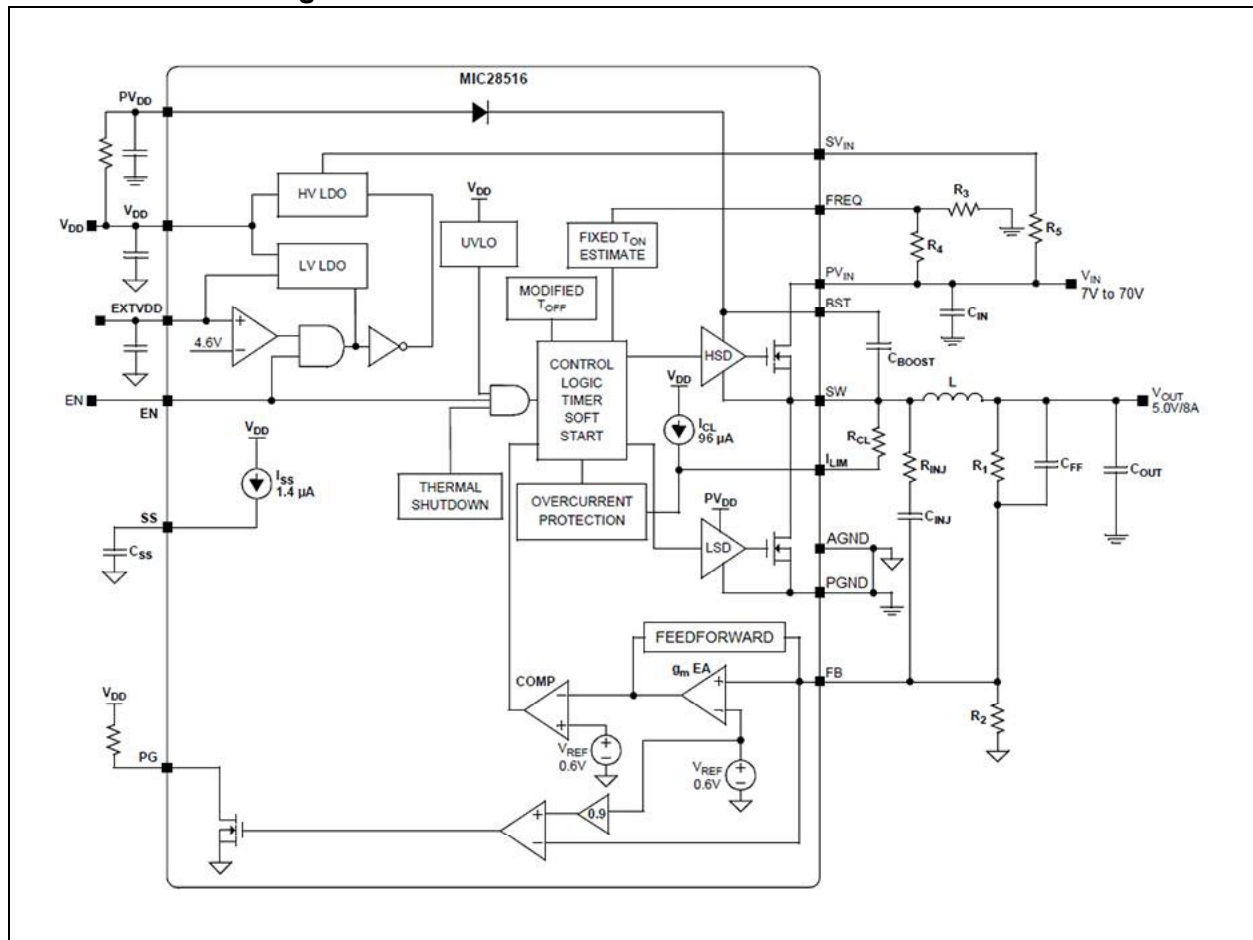 g
MIC28516
PVDD
SVIN
HV LDO
VDD
FREQ
R3
VDD
VDD
UVLO
FIXED TON
ESTIMATE
R4
R5
LV LDO
MODIFIED
TOFF
PVIN
VIN
7V to 70V
EXTVDD
BST
CIN
4.6V
HSD
CBOOST
CONTROL
LOGIC
TIMER
SOFT
START
VDD
SW
L
VOUT
5.0V/8A
EN
EN
ICL
96 µA
RCL
RINJ
R1
CFF
COUT
VDD
ILIM
ISS
1.4 µA
THERMAL
SHUTDOWN
OVERCURRENT
PROTECTION
PVDD
CINJ
SS
CSS
LSD
AGND
PGND
FEEDFORWARD
gm EA
COMP
FB
VDD
R2
VREF
0.6V
VREF
0.6V
PG
0.9